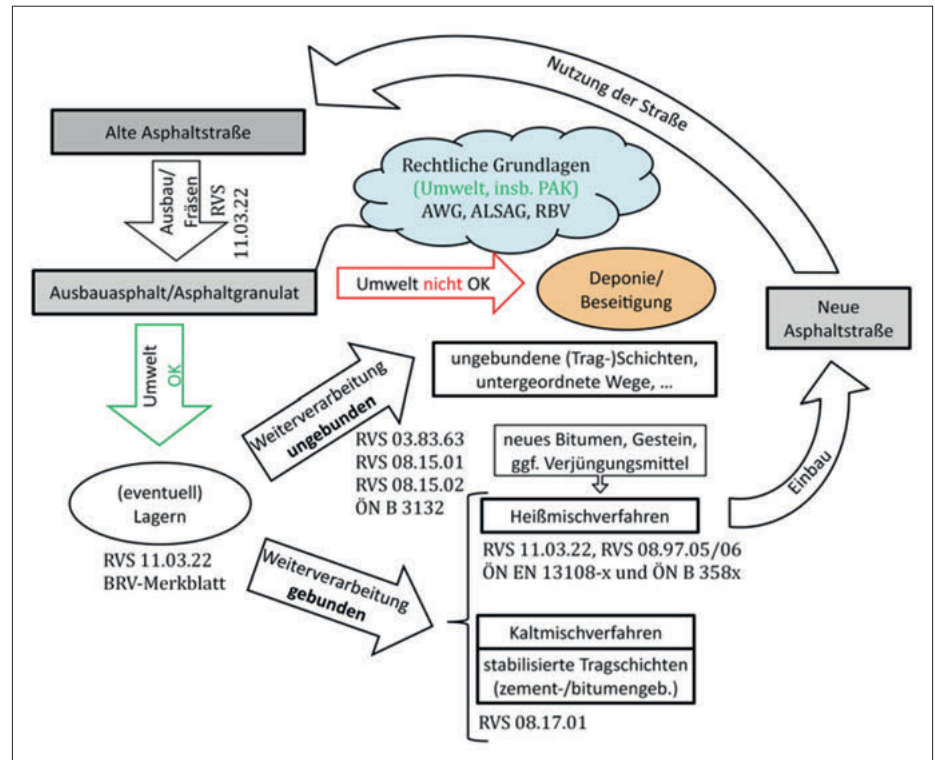 Nutzung der Straße
Alte Asphaltstraße
Ausbau/
Fräsen
RVS
11.03.22
Rechtliche Grundlagen
(Umwelt, insb. PAK)
AWG, ALSAG, RBV
Ausbauasphalt/Asphaltgranulat
Umwelt nicht OK
Deponie/
Beseitigung
Neue
Asphaltstraße
Umwelt
OK
Weiterverarbeitung
ungebunden
ungebundene (Trag-)Schichten,
untergeordnete Wege, ...
RVS 03.83.63
RVS 08.15.01
RVS 08.15.02
ÖN B 3132
neues Bitumen, Gestein,
ggf. Verjüngungsmittel
(eventuell)
Lagern
RVS 11.03.22
BRV-Merkblatt
Heißmischverfahren
Einbau
RVS 11.03.22, RVS 08.97.05/06
ÖN EN 13108-x und ÖN B 358x
Weiterverarbeitung
gebunden
Kaltmischverfahren
stabilisierte Tragschichten
(zement-/bitumengeb.)
RVS 08.17.01